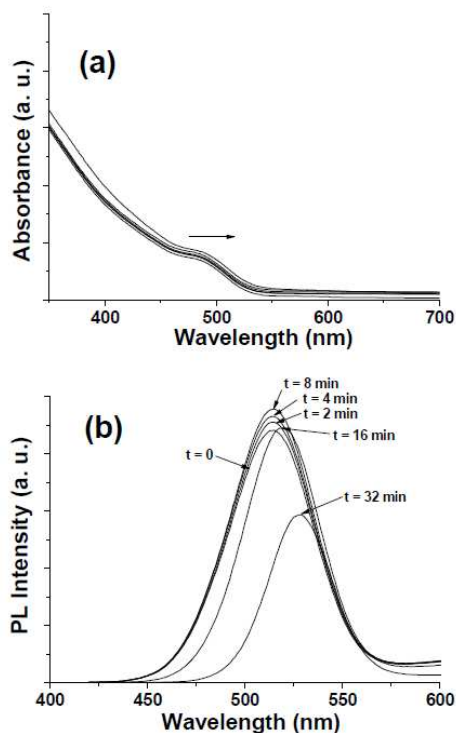 (a)
Absorbance (a. u.)
400
500
600
700
Wavelength (nm)
(b)
t = 8 min
t = 4 min
t = 2 min
t = 16 min
t = 0
t = 32 min
PL Intensity (a. u.)
400
450
500
550
600
Wavelength (nm)